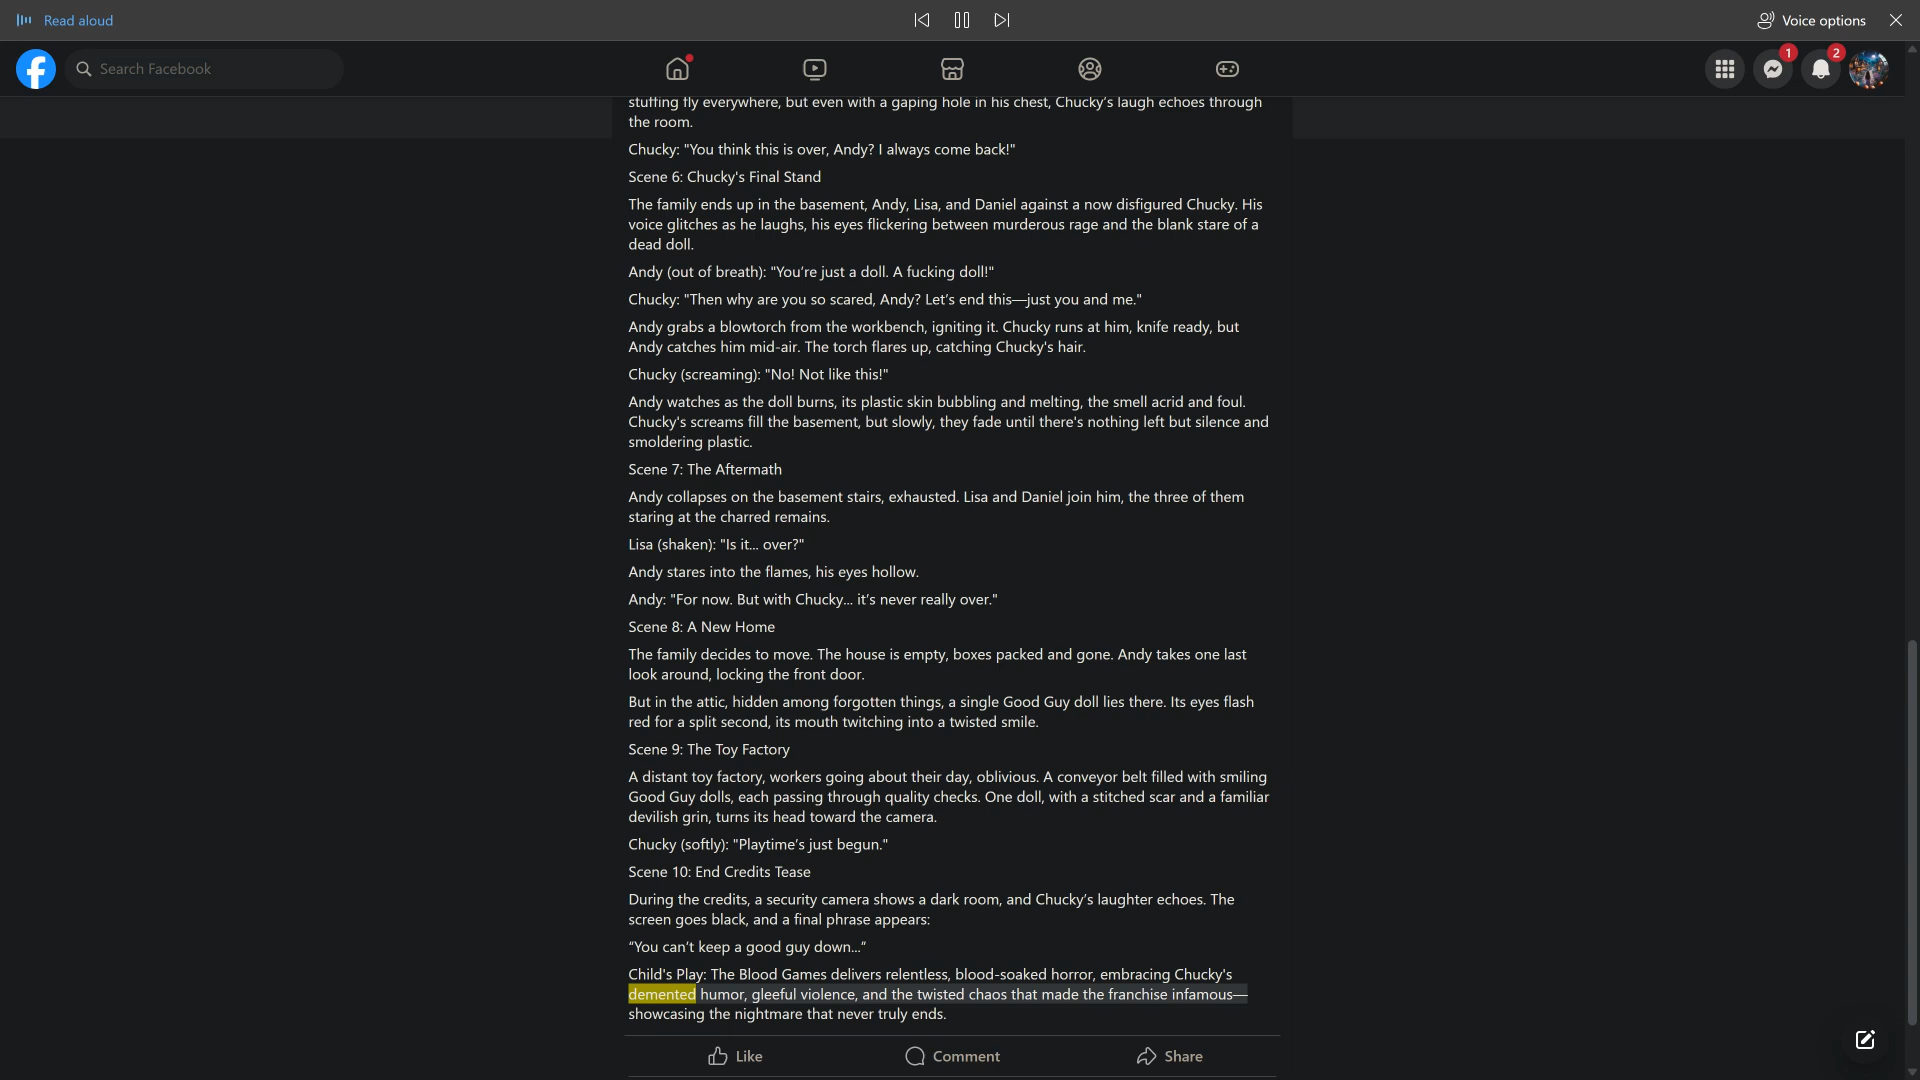 Read aloud
Voice options
Search Facebook
1
2
stuffing fly everywhere, but even with a gaping hole in his chest, Chucky's laugh echoes through
the room.
Chucky: "You think this is over, Andy? I always come back!"
Scene 6: Chucky's Final Stand
The family ends up in the basement, Andy, Lisa, and Daniel against a now disfigured Chucky. His
voice glitches as he laughs, his eyes flickering between murderous rage and the blank stare of a
dead doll.
Andy (out of breath): "You're just a doll. A fucking doll!"
Chucky: "Then why are you so scared, Andy? Let's end this—just you and me."
Andy grabs a blowtorch from the workbench, igniting it. Chucky runs at him, knife ready, but
Andy catches him mid-air. The torch flares up, catching Chucky's hair.
Chucky (screaming): "No! Not like this!"
Andy watches as the doll burns, its plastic skin bubbling and melting, the smell acrid and foul.
Chucky's screams fill the basement, but slowly, they fade until there's nothing left but silence and
smoldering plastic.
Scene 7: The Aftermath
Andy collapses on the basement stairs, exhausted. Lisa and Daniel join him, the three of them
staring at the charred remains.
Lisa (shaken): "Is it... over?"
Andy stares into the flames, his eyes hollow.
Andy: "For now. But with Chucky... it's never really over."
Scene 8: A New Home
The family decides to move. The house is empty, boxes packed and gone. Andy takes one last
look around, locking the front door.
But in the attic, hidden among forgotten things, a single Good Guy doll lies there. Its eyes flash
red for a split second, its mouth twitching into a twisted smile.
Scene 9: The Toy Factory
A distant toy factory, workers going about their day, oblivious. A conveyor belt filled with smiling
Good Guy dolls, each passing through quality checks. One doll, with a stitched scar and a familiar
devilish grin, turns its head toward the camera.
Chucky (softly): "Playtime's just begun."
Scene 10: End Credits Tease
During the credits, a security camera shows a dark room, and Chucky's laughter echoes. The
screen goes black, and a final phrase appears:
"You can't keep a good guy down..."
Child's Play: The Blood Games delivers relentless, blood-soaked horror, embracing Chucky's
demented humor, gleeful violence, and the twisted chaos that made the franchise infamous—
showcasing the nightmare that never truly ends.
Like
Comment
Share